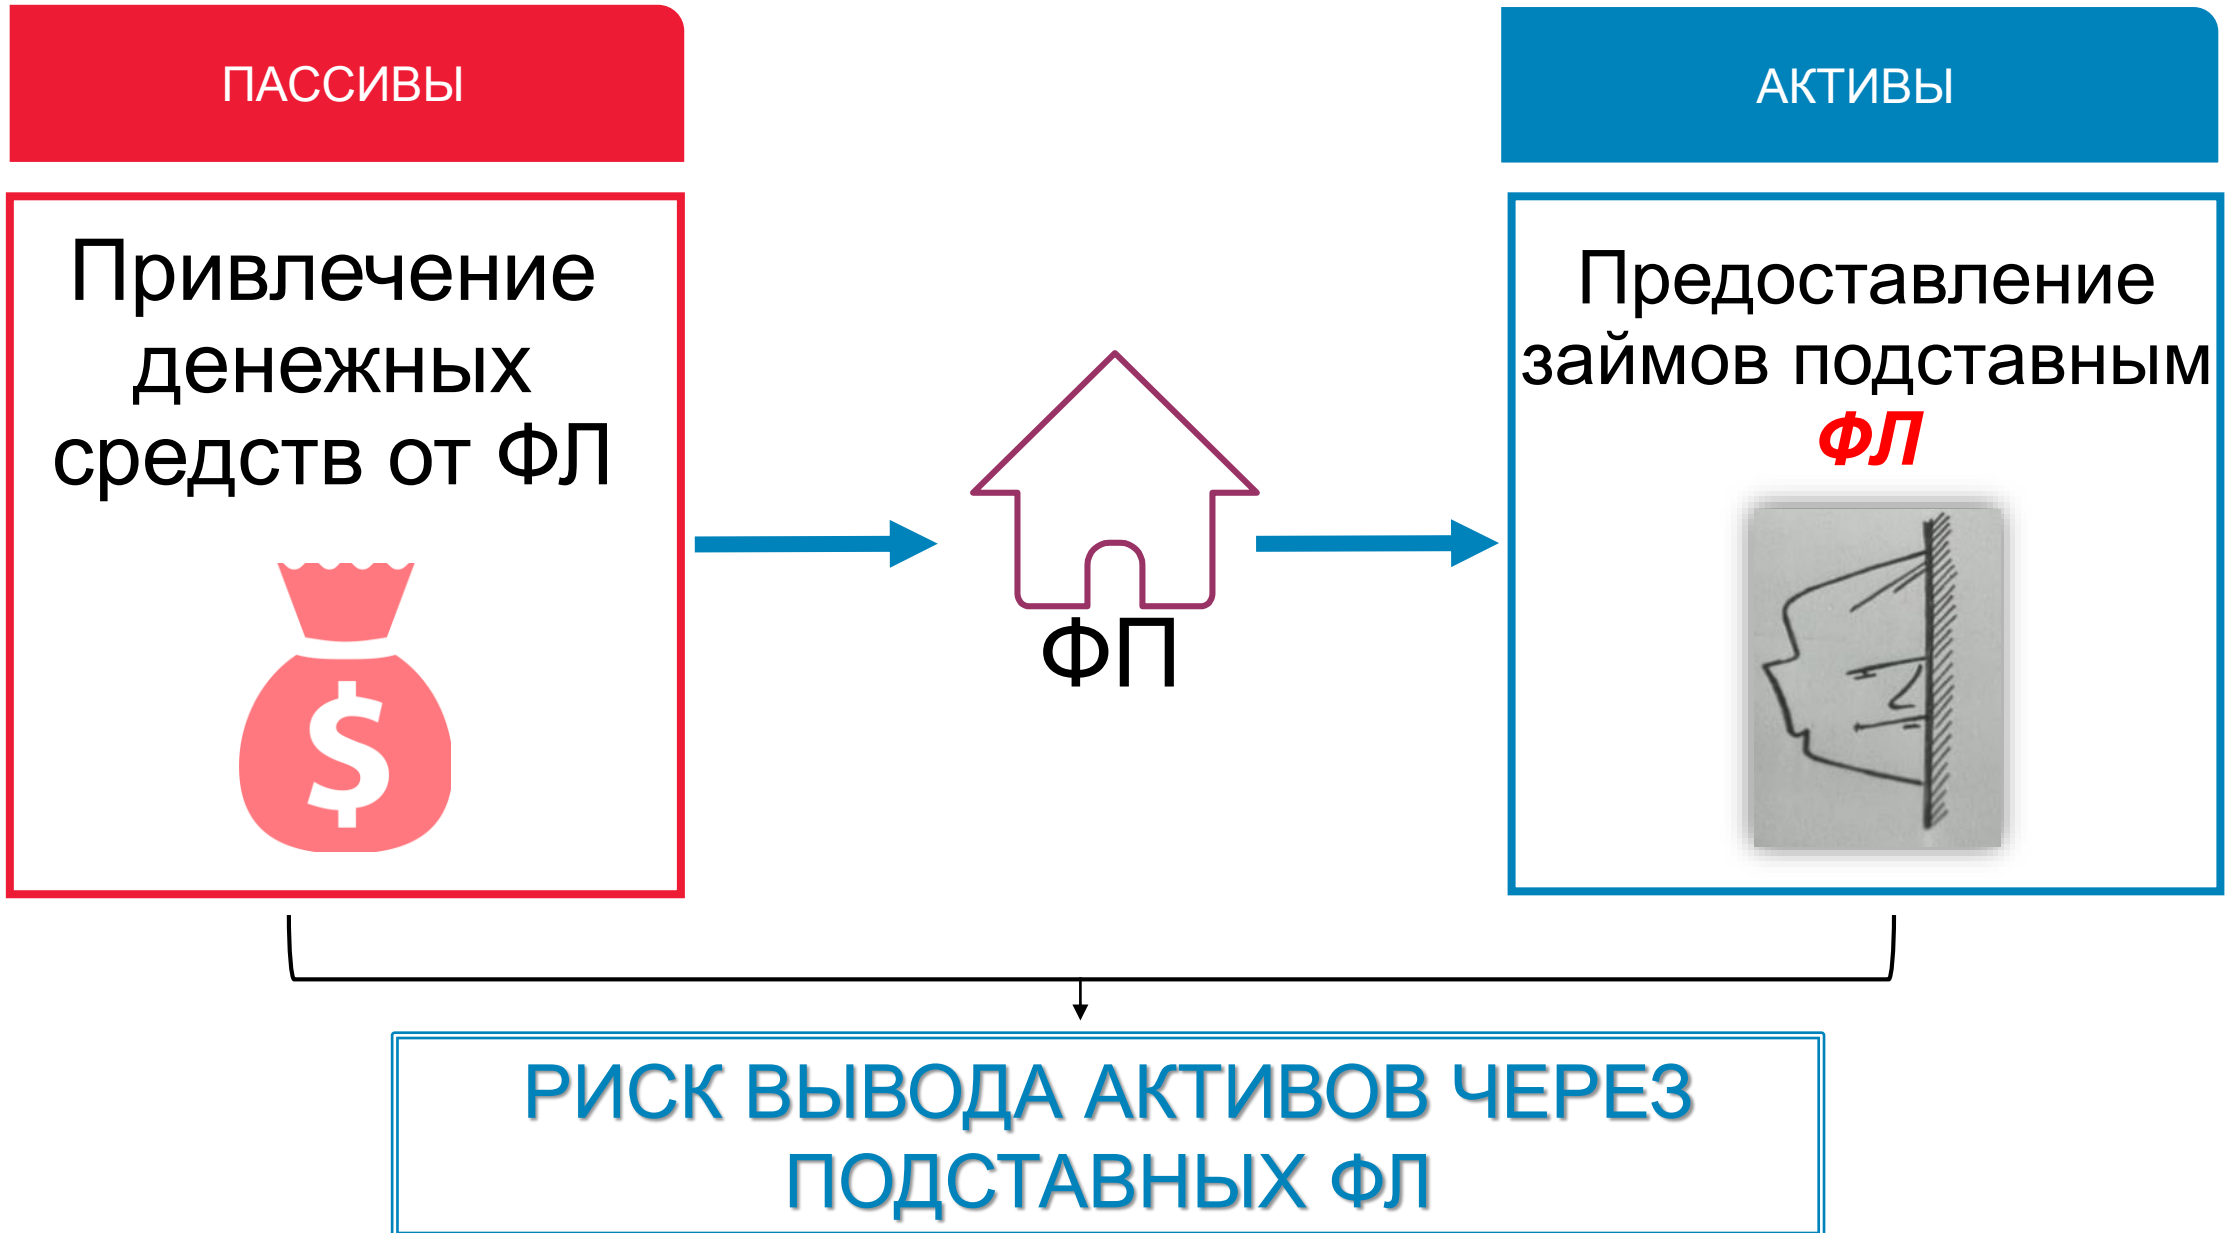 ПАССИВЫ
АКТИВЫ
Привлечение
денежных
средств от ФЛ
$
ФП
Предоставление
займов подставным
ФЛ
РИСК ВЫВОДА АКТИВОВ ЧЕРЕЗ
ПОДСТАВНЫХ ФЛ